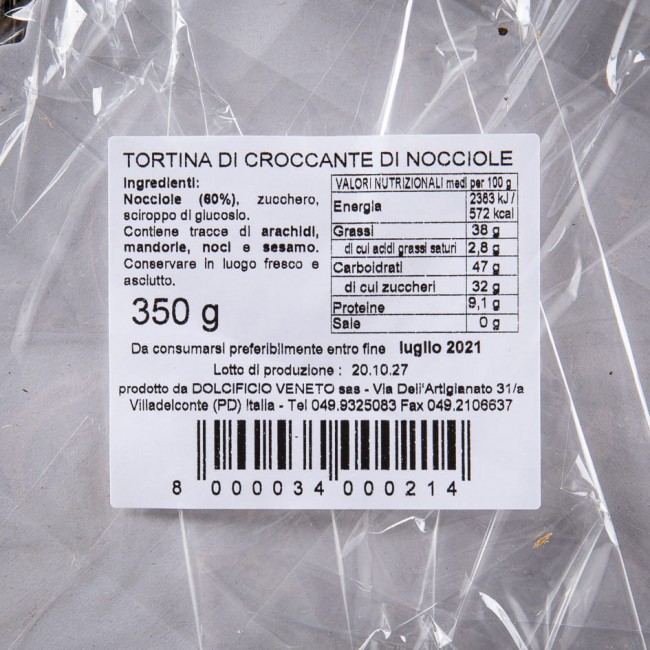 TORTINA DI CROCCANTE DI NOCCIOLE
Ingredienti:
Nocciole (60%), zucchero,
sciroppo di glucosio.
Contiene tracce di arachidi,
mandorle, noci e sesamo.
Conservare in luogo fresco e
asciutto.
350 g
VALORI NUTRIZIONALI medi per 100 g
Energia 2383 kJ / 572 kcal
Grassi 38 g
di cui acidi grassi saturi 2,8 g
Carboidrati 47 g
di cui zuccheri 32 g
Proteine 9,1 g
Sale 0 g
Da consumarsi preferibilmente entro fine luglio 2021
Lotto di produzione : 20.10.27
prodotto da DOLCIFICIO VENETO sas - Via Dell'Artigianato 31/a
Villadelconte (PD) Italia - Tel 049.9325083 Fax 049.2106637
8 000034 000214